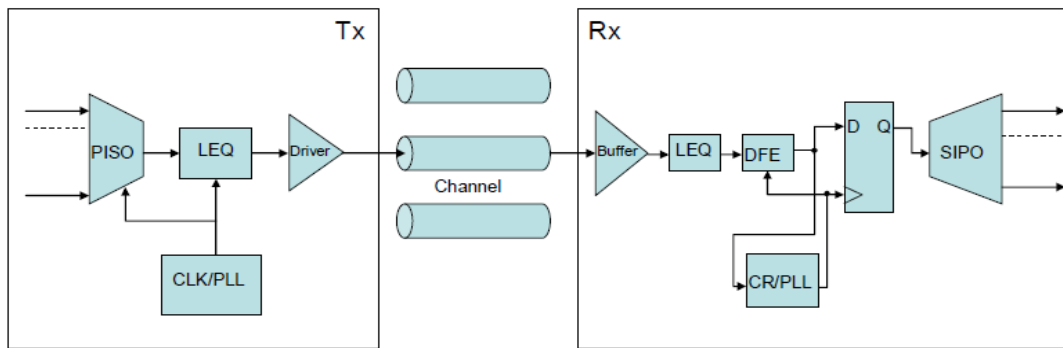 Tx
Rx
PISO
LEQ
Driver
Channel
Buffer
LEQ
DFE
D Q
SIPO
CLK/PLL
CR/PLL